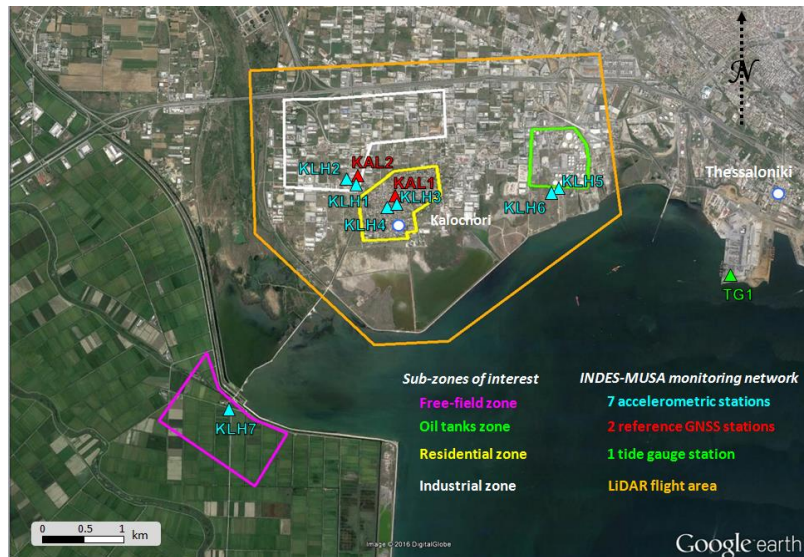 N
Thessaloniki
KAL2
KLH2
KLH1
KAL1
KLH3
KLH4
Kalochori
KLH5
KLH6
TG1
KLH7
Sub-zones of interest
Free-field zone
Oil tanks zone
Residential zone
Industrial zone
INDES-MUSA monitoring network
7 accelerometric stations
2 reference GNSS stations
1 tide gauge station
LiDAR flight area
0 0.5 1 km
Image © 2016 DigitalGlobe
Google earth